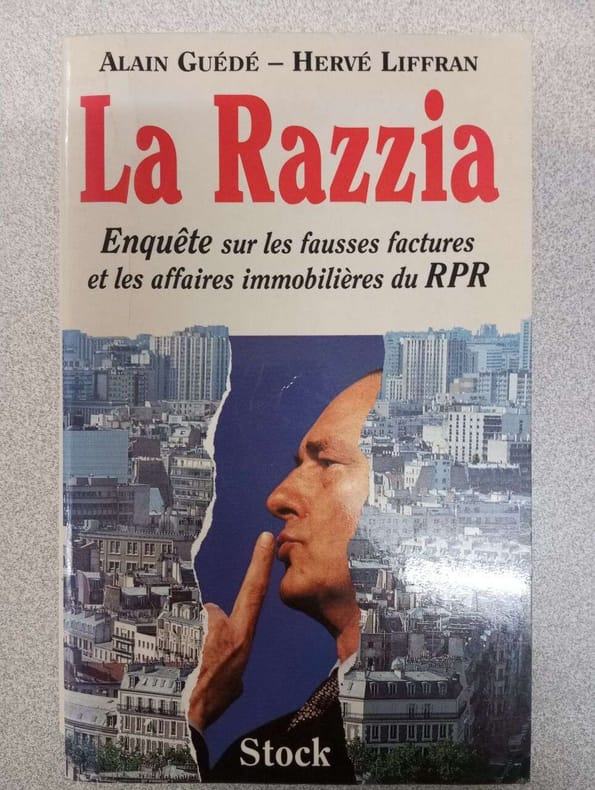 ALAIN GUÉDÉ – HERVÉ LIFFRAN
La Razzia
Enquête sur les fausses factures
et les affaires immobilières du RPR
Stock